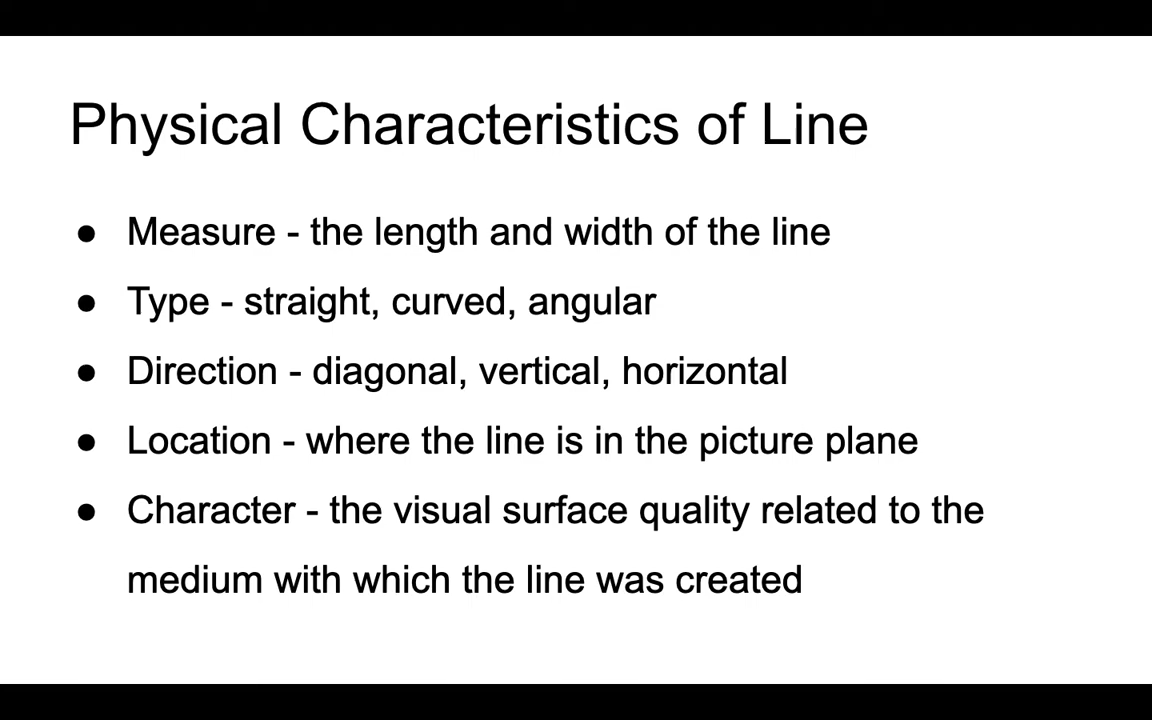 Physical Characteristics of Line
● Measure - the length and width of the line
● Type - straight, curved, angular
● Direction - diagonal, vertical, horizontal
● Location - where the line is in the picture plane
● Character - the visual surface quality related to the
medium with which the line was created